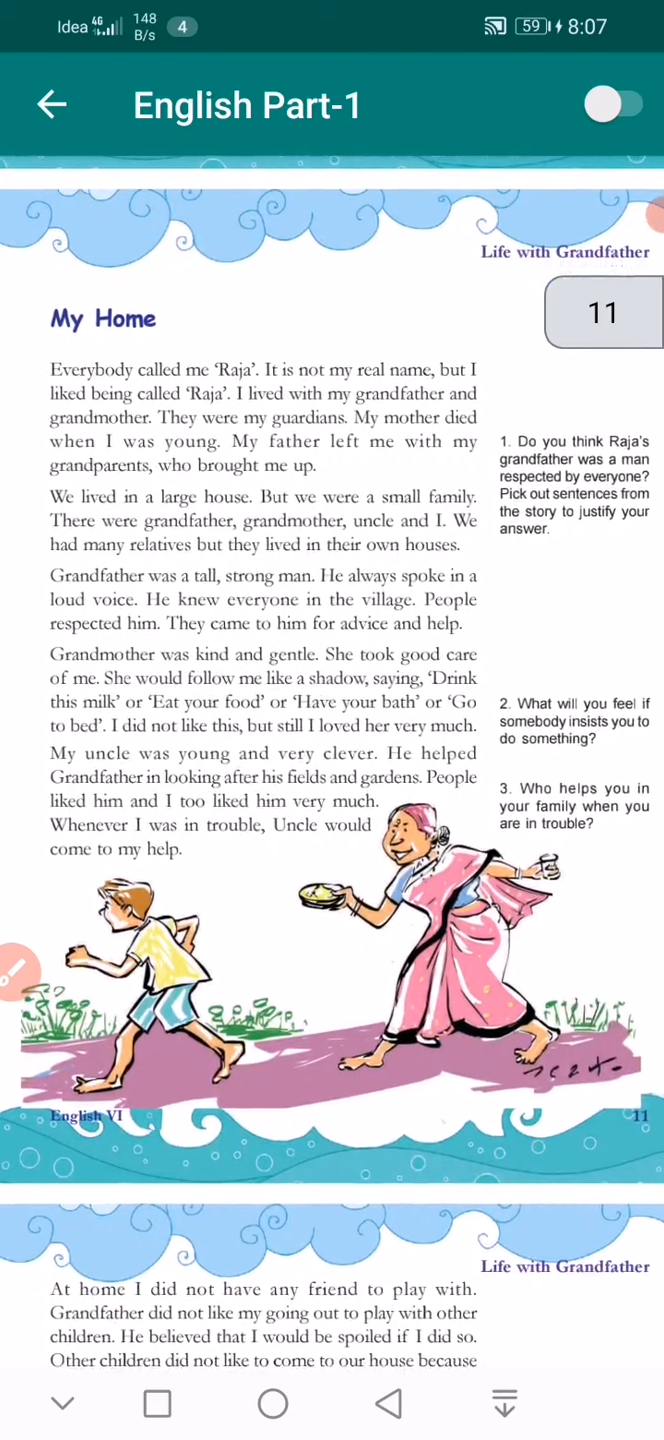 Idea 4G 148 B/s 4 59 8:07
English Part-1
Life with Grandfather
11
My Home
Everybody called me ‘Raja’. It is not my real name, but I
liked being called ‘Raja’. I lived with my grandfather and
grandmother. They were my guardians. My mother died
when I was young. My father left me with my
grandparents, who brought me up.
We lived in a large house. But we were a small family.
There were grandfather, grandmother, uncle and I. We
had many relatives but they lived in their own houses.
Grandfather was a tall, strong man. He always spoke in a
loud voice. He knew everyone in the village. People
respected him. They came to him for advice and help.
Grandmother was kind and gentle. She took good care
of me. She would follow me like a shadow, saying, ‘Drink
this milk’ or ‘Eat your food’ or ‘Have your bath’ or ‘Go
to bed’. I did not like this, but still I loved her very much.
My uncle was young and very clever. He helped
Grandfather in looking after his fields and gardens. People
liked him and I too liked him very much.
Whenever I was in trouble, Uncle would
come to my help.
1. Do you think Raja’s
grandfather was a man
respected by everyone?
Pick out sentences from
the story to justify your
answer.
2. What will you feel if
somebody insists you to
do something?
3. Who helps you in
your family when you
are in trouble?
English VI
11
Life with Grandfather
At home I did not have any friend to play with.
Grandfather did not like my going out to play with other
children. He believed that I would be spoiled if I did so.
Other children did not like to come to our house because